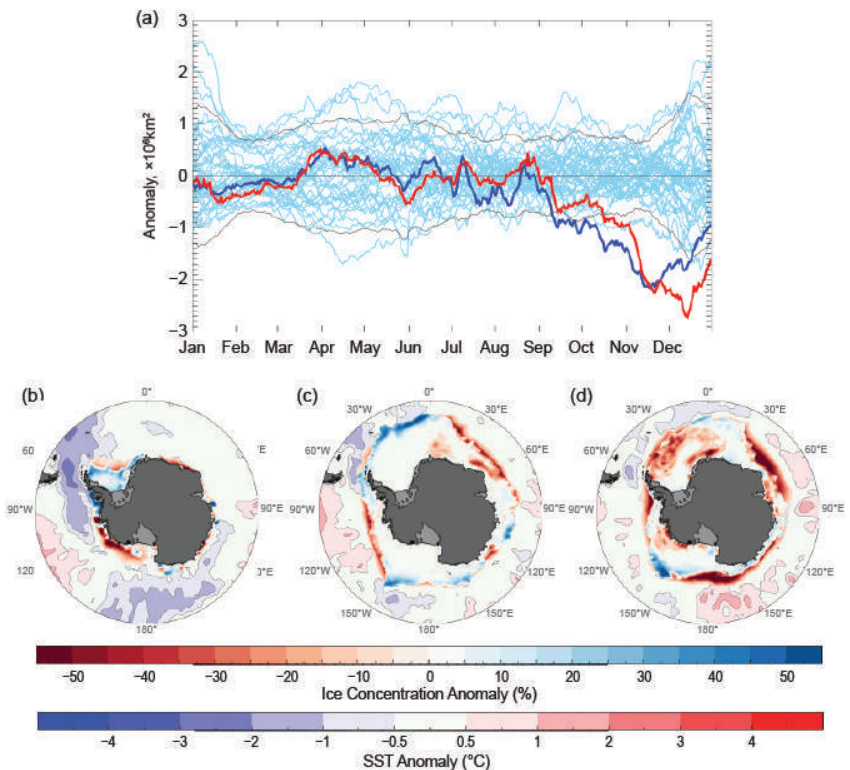 (a)
3
2
1
0
−1
−2
−3
Anomaly, ×10⁶km²
Jan Feb Mar Apr May Jun Jul Aug Sep Oct Nov Dec
(b) (c) (d)
0° 0° 0°
30°W 30°E 30°W 30°E
60 °E 60°W 60°E 60°W 60°E
90°W 90°E 90°W 90°E 90°W 90°E
120 0°E 120°W 120°E 120°W 120°E
150°W 150°E 150°W 150°E
180° 180° 180°
−50 −40 −30 −20 −10 0 10 20 30 40 50
Ice Concentration Anomaly (%)
−4 −3 −2 −1 −0.5 0.5 1 2 3 4
SST Anomaly (°C)